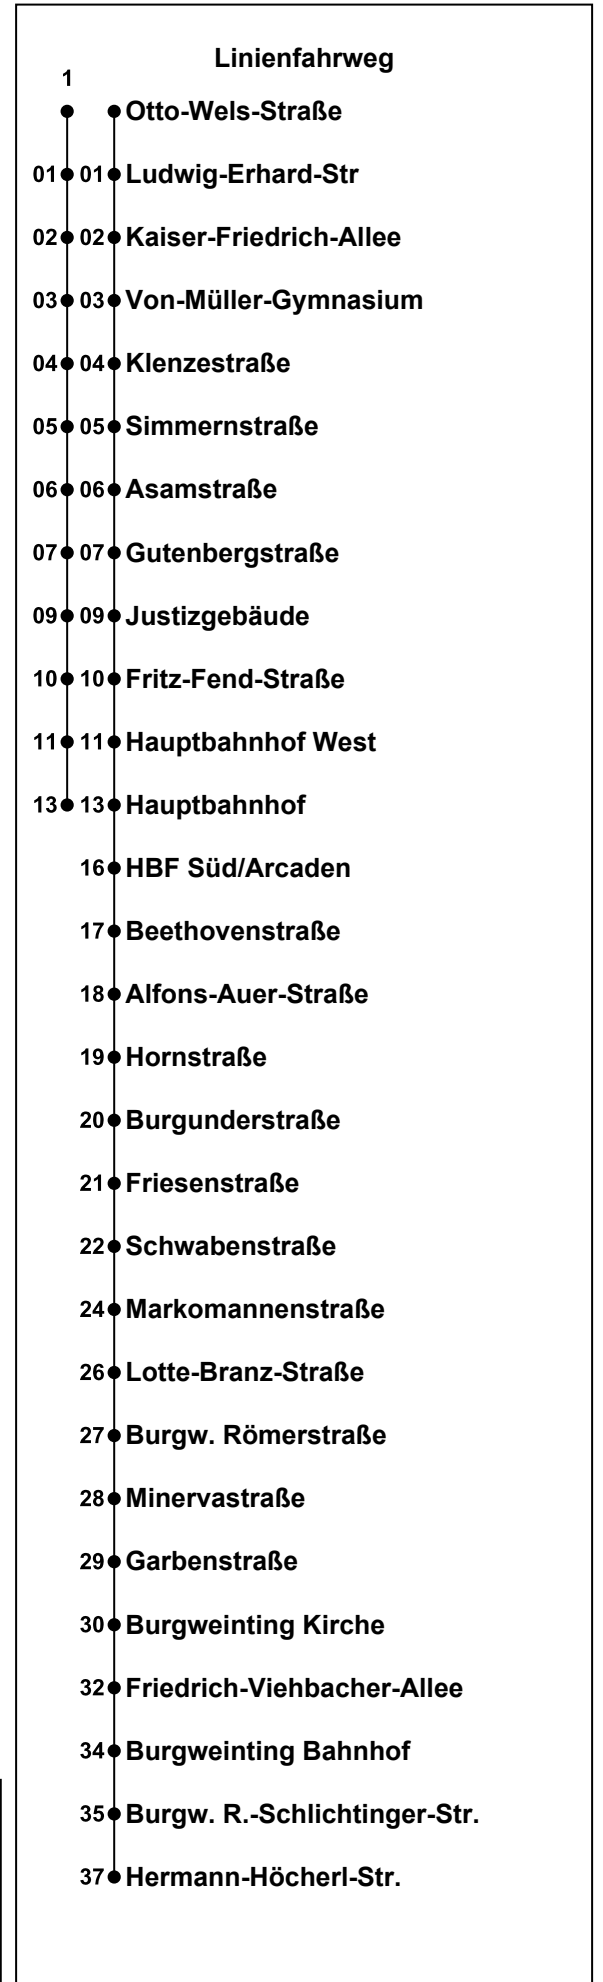 Linienfahrweg
1
Otto-Wels-Straße
01 01 Ludwig-Erhard-Str
02 02 Kaiser-Friedrich-Allee
03 03 Von-Müller-Gymnasium
04 04 Klenzestraße
05 05 Simmernstraße
06 06 Asamstraße
07 07 Gutenbergstraße
09 09 Justizgebäude
10 10 Fritz-Fend-Straße
11 11 Hauptbahnhof West
13 13 Hauptbahnhof
16 HBF Süd/Arcaden
17 Beethovenstraße
18 Alfons-Auer-Straße
19 Hornstraße
20 Burgunderstraße
21 Friesenstraße
22 Schwabenstraße
24 Markomannenstraße
26 Lotte-Branz-Straße
27 Burgw. Römerstraße
28 Minervastraße
29 Garbenstraße
30 Burgweinting Kirche
32 Friedrich-Viehbacher-Allee
34 Burgweinting Bahnhof
35 Burgw. R.-Schlichtinger-Str.
37 Hermann-Höcherl-Str.